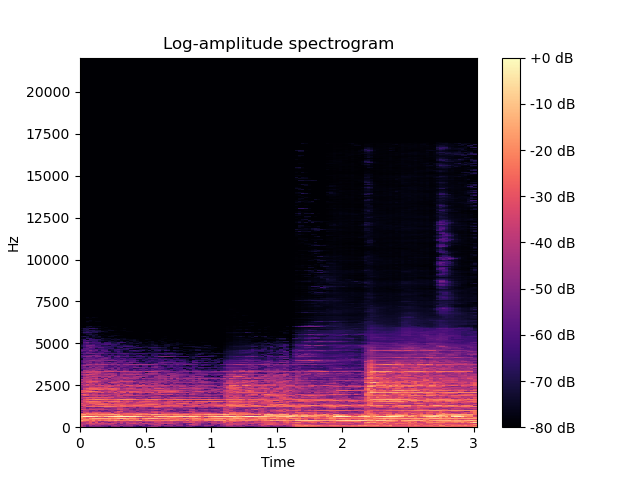 Log-amplitude spectrogram
+0 dB
20000
-10 dB
17500
-20 dB
15000
-30 dB
12500
-40 dB
Hz
10000
-50 dB
7500
-60 dB
5000
-70 dB
2500
0
-80 dB
0
0.5
1
1.5
2
2.5
3
Time